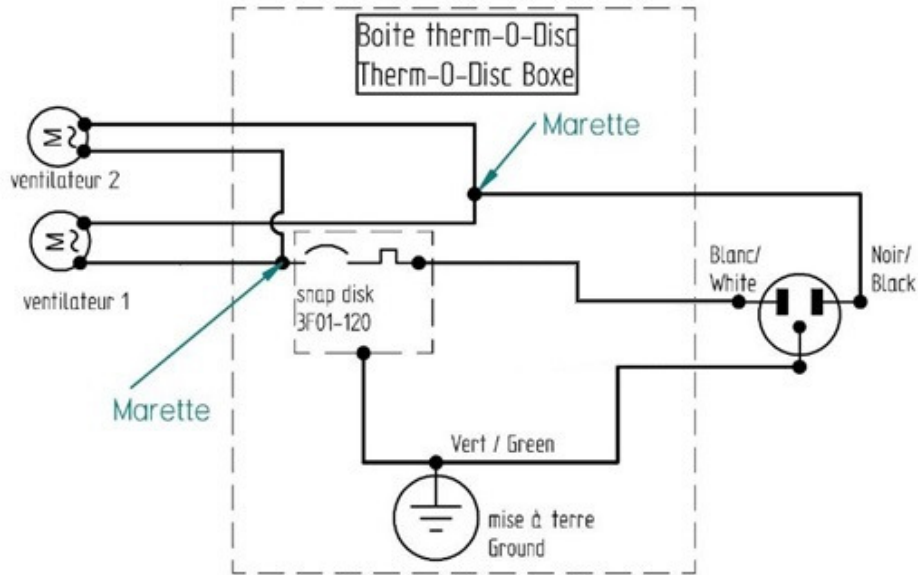 Boite therm-O-Disc
Therm-O-Disc Boxe
Marette
M
ventilateur 2
M
ventilateur 1
Blanc/
White
Noir/
Black
snap disk
3F01-120
Marette
Vert / Green
mise à terre
Ground